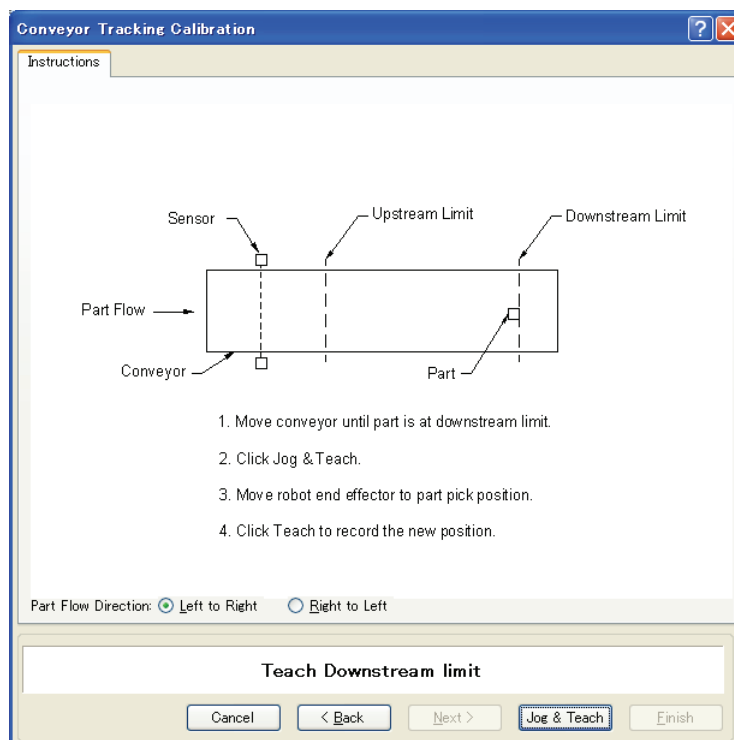 Conveyor Tracking Calibration
Instructions
Sensor
Upstream Limit
Downstream Limit
Part Flow
Conveyor
Part
1. Move conveyor until part is at downstream limit.
2. Click Jog & Teach.
3. Move robot end effector to part pick position.
4. Click Teach to record the new position.
Part Flow Direction: Left to Right Right to Left
Teach Downstream limit
Cancel < Back Next > Jog & Teach Finish